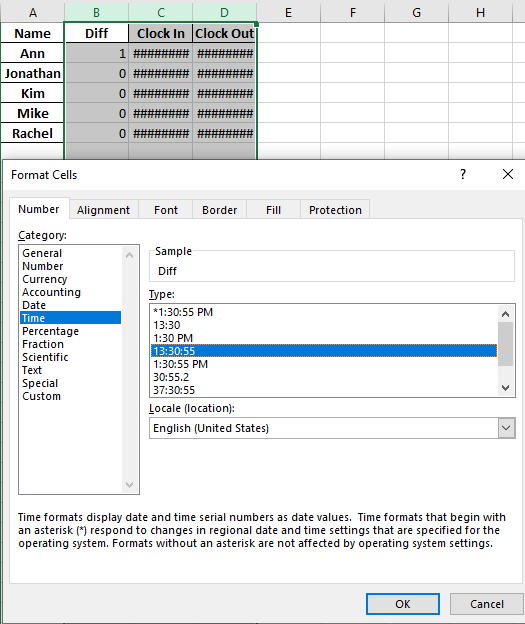 A B C D E F G H
Name Diff Clock In Clock Out
Ann 1 ######## ########
Jonathan 0 ######## ########
Kim 0 ######## ########
Mike 0 ######## ########
Rachel 0 ######## ########
Format Cells ? ×
Number Alignment Font Border Fill Protection
Category:
General
Number
Currency
Accounting
Date
Time
Percentage
Fraction
Scientific
Text
Special
Custom
Sample
Diff
Type:
*1:30:55 PM
13:30
1:30 PM
13:30:55
1:30:55 PM
30:55.2
37:30:55
Locale (location):
English (United States)
Time formats display date and time serial numbers as date values.  Time formats that begin with
an asterisk (*) respond to changes in regional date and time settings that are specified for the
operating system. Formats without an asterisk are not affected by operating system settings.
OK Cancel